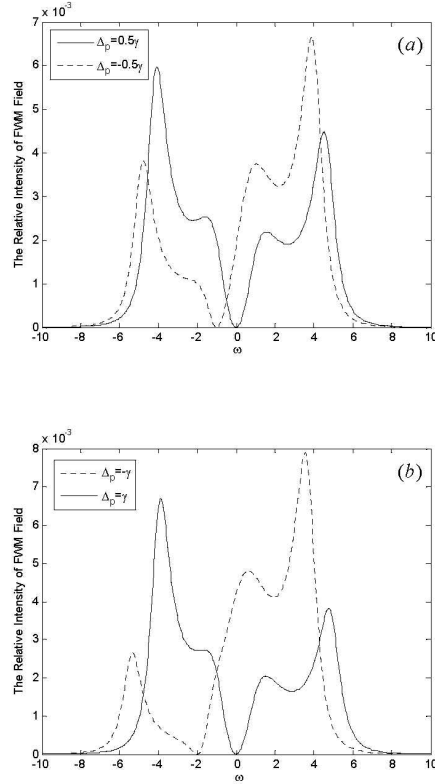 x 10⁻³
(a)
Δp=0.5γ
Δp=-0.5γ
The Relative Intensity of FWM Field
7
6
5
4
3
2
1
0
-10 -8 -6 -4 -2 0 2 4 6 8 10
ω
x 10⁻³
(b)
Δp=-γ
Δp=γ
The Relative Intensity of FWM Field
8
7
6
5
4
3
2
1
0
-10 -8 -6 -4 -2 0 2 4 6 8 10
ω